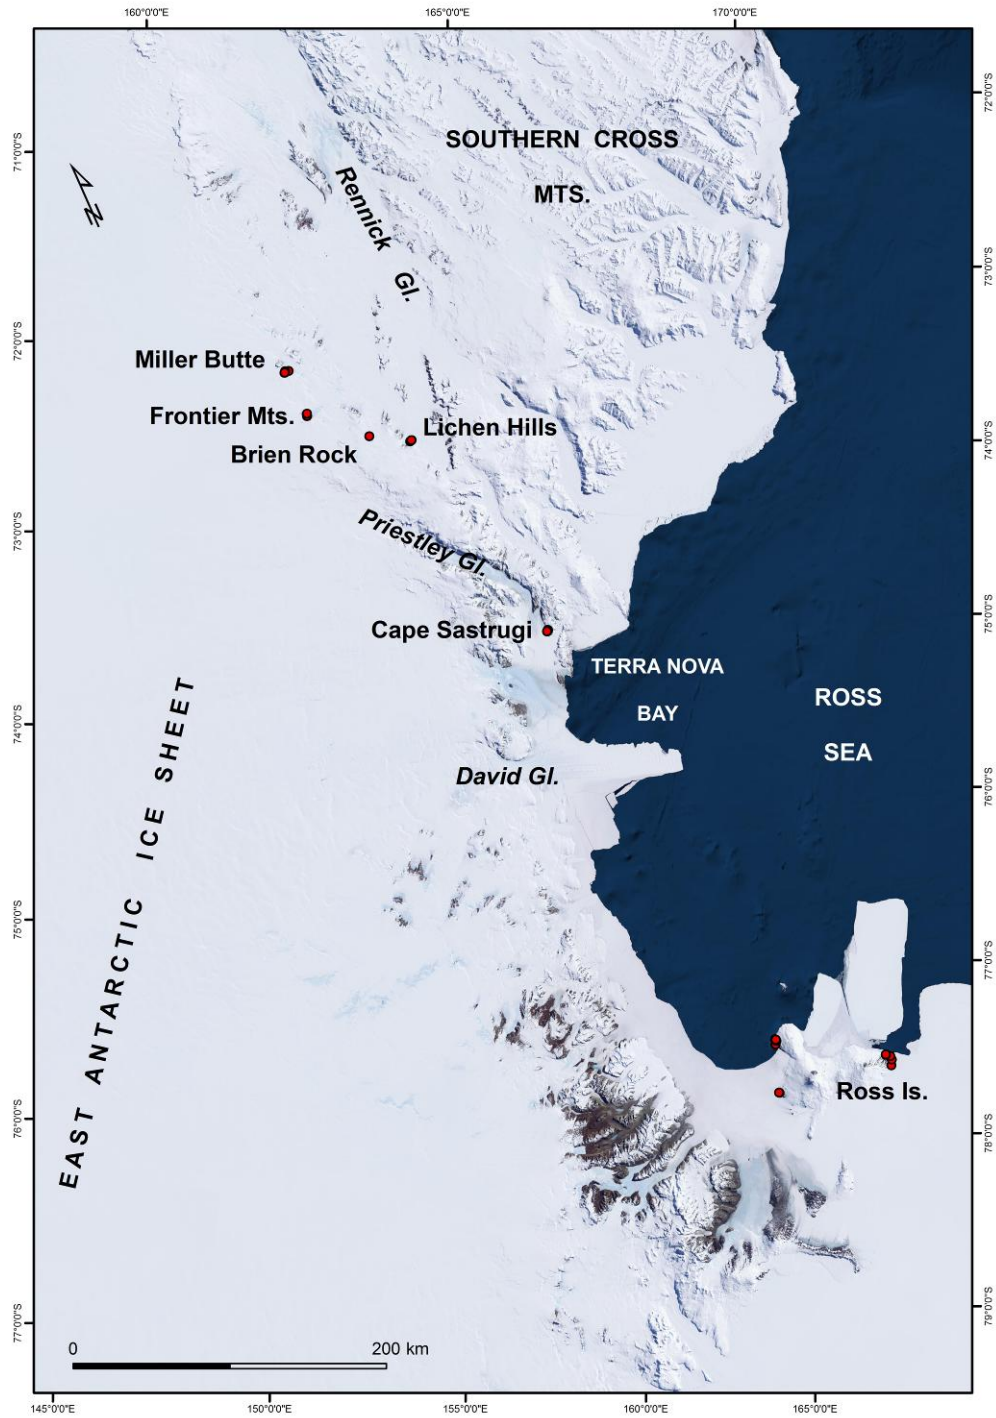 160°0'0"E 165°0'0"E 170°0'0"E
72°0'0"S
SOUTHERN CROSS
71°0'0"S
MTS.
N
Rennick Gl.
73°0'0"S
72°0'0"S
Miller Butte
Frontier Mts.
Lichen Hills
74°0'0"S
Brien Rock
Priestley Gl.
73°0'0"S
75°0'0"S
Cape Sastrugi
TERRA NOVA
BAY
ROSS
SEA
74°0'0"S
David Gl.
76°0'0"S
EAST ANTARCTIC ICE SHEET
75°0'0"S
77°0'0"S
Ross Is.
76°0'0"S
78°0'0"S
79°0'0"S
77°0'0"S
0 200 km
145°0'0"E 150°0'0"E 155°0'0"E 160°0'0"E 165°0'0"E